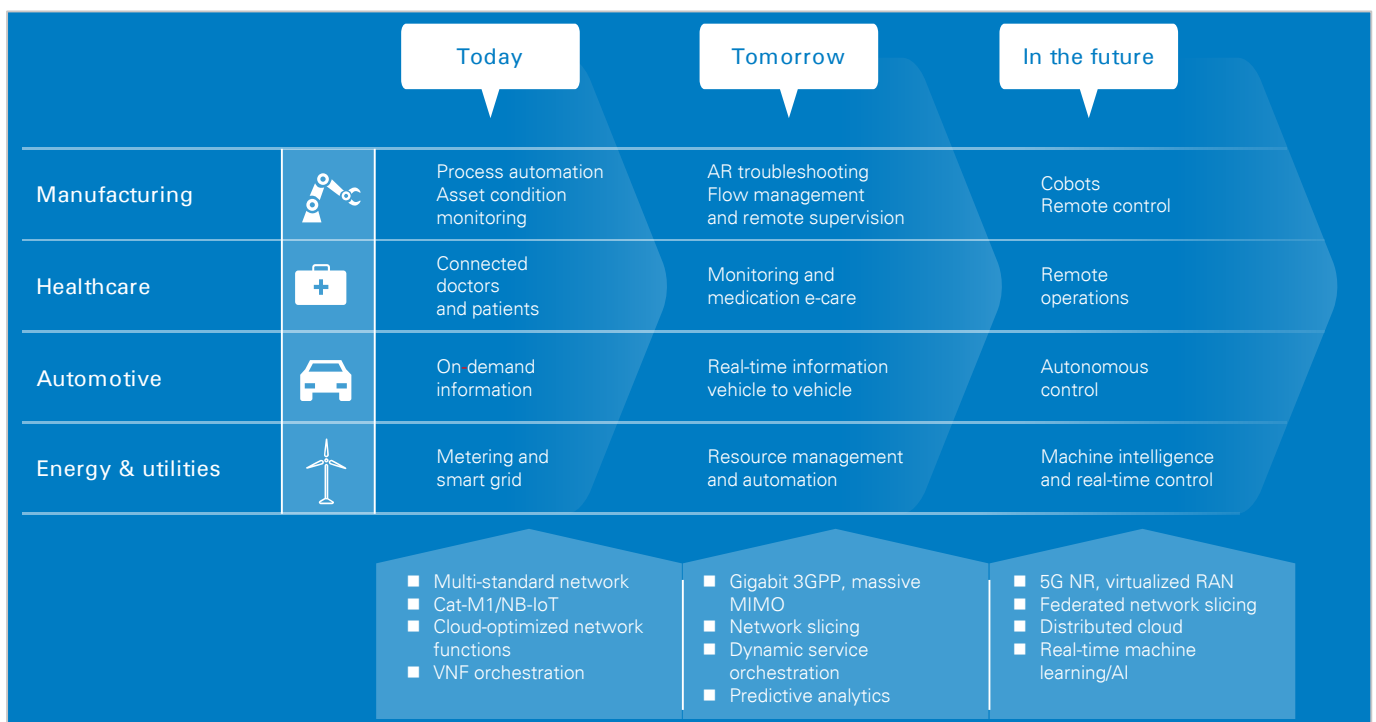 Today
Tomorrow
In the future
Manufacturing
Process automation
Asset condition
monitoring
AR troubleshooting
Flow management
and remote supervision
Cobots
Remote control
Healthcare
Connected
doctors
and patients
Monitoring and
medication e-care
Remote
operations
Automotive
On-demand
information
Real-time information
vehicle to vehicle
Autonomous
control
Energy & utilities
Metering and
smart grid
Resource management
and automation
Machine intelligence
and real-time control
Multi-standard network
Cat-M1/NB-IoT
Cloud-optimized network
functions
VNF orchestration
Gigabit 3GPP, massive
MIMO
Network slicing
Dynamic service
orchestration
Predictive analytics
5G NR, virtualized RAN
Federated network slicing
Distributed cloud
Real-time machine
learning/AI